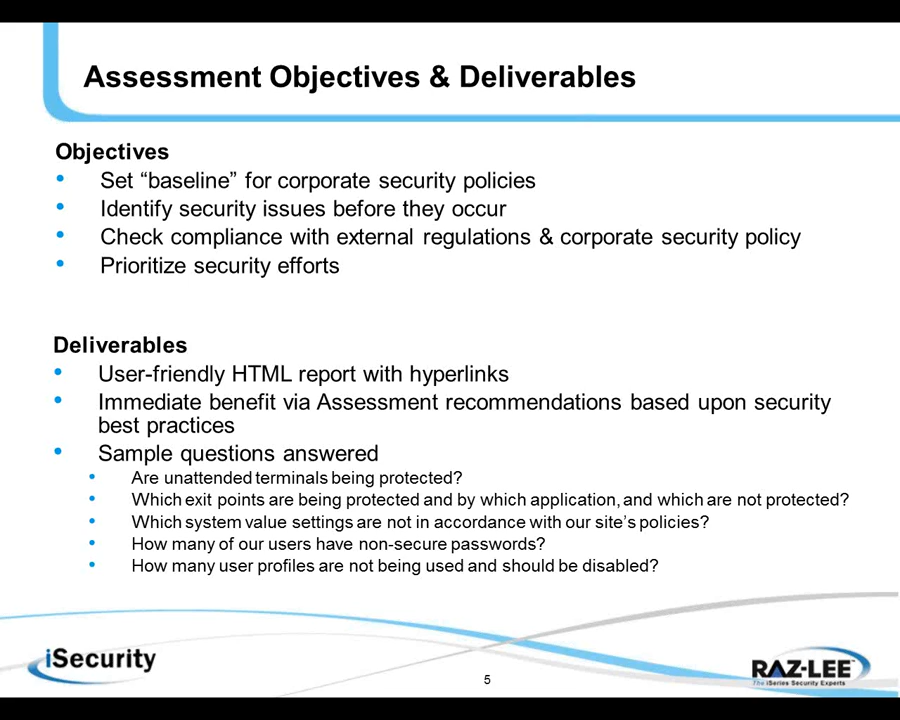 Assessment Objectives & Deliverables
Objectives
• Set “baseline” for corporate security policies
• Identify security issues before they occur
• Check compliance with external regulations & corporate security policy
• Prioritize security efforts
Deliverables
• User-friendly HTML report with hyperlinks
• Immediate benefit via Assessment recommendations based upon security
best practices
• Sample questions answered
• Are unattended terminals being protected?
• Which exit points are being protected and by which application, and which are not protected?
• Which system value settings are not in accordance with our site’s policies?
• How many of our users have non-secure passwords?
• How many user profiles are not being used and should be disabled?
iSecurity
5
RAZ-LEE™
The iSeries Security Experts